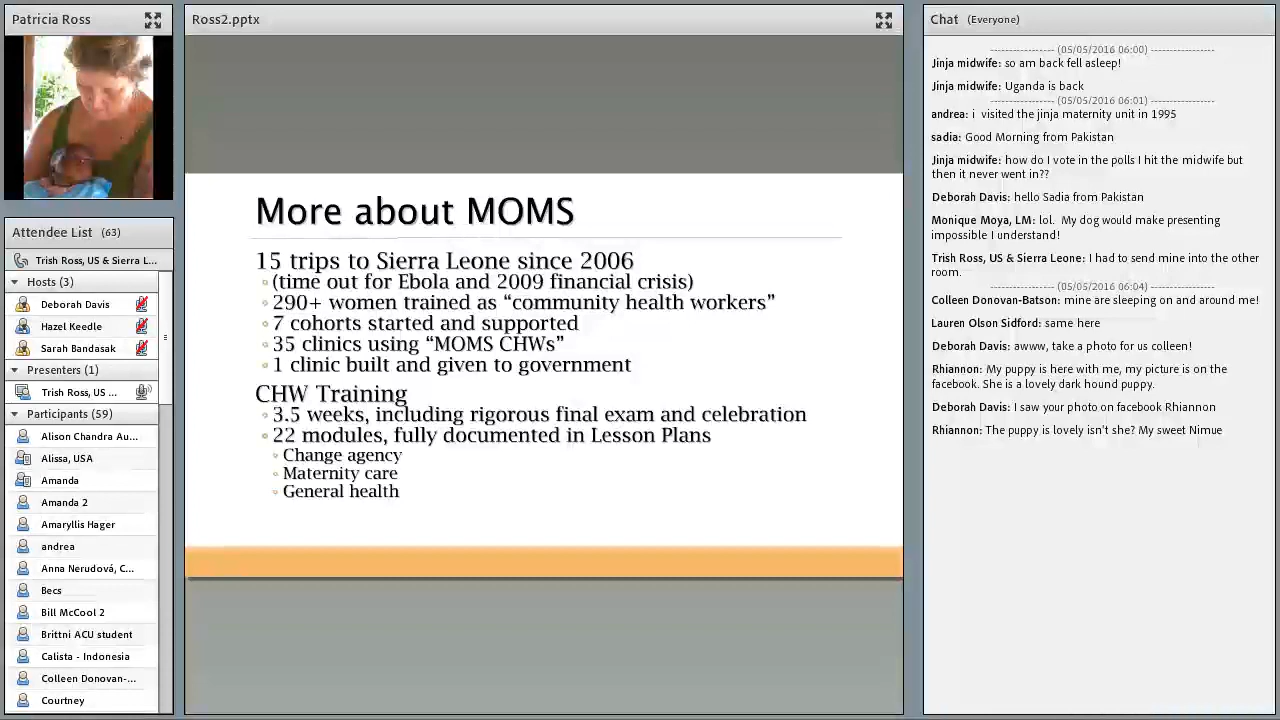 Patricia Ross
Attendee List (63)
Trish Ross, US & Sierra L...
Hosts (3)
Deborah Davis
Hazel Keedle
Sarah Bandasak
Presenters (1)
Trish Ross, US ...
Participants (59)
Alison Chandra Au...
Alissa, USA
Amanda
Amanda 2
Amaryllis Hager
andrea
Anna Nerudová, C...
Becs
Bill McCool 2
Brittni ACU student
Calista - Indonesia
Colleen Donovan-...
Courtney
Ross2.pptx
More about MOMS
15 trips to Sierra Leone since 2006
(time out for Ebola and 2009 financial crisis)
290+ women trained as “community health workers”
7 cohorts started and supported
35 clinics using “MOMS CHWs”
1 clinic built and given to government
CHW Training
3.5 weeks, including rigorous final exam and celebration
22 modules, fully documented in Lesson Plans
Change agency
Maternity care
General health
Chat (Everyone)
------------------ (05/05/2016 06:00) -----------------
Jinja midwife: so am back fell asleep!
Jinja midwife: Uganda is back
------------------ (05/05/2016 06:01) -----------------
andrea: i visited the jinja maternity unit in 1995
sadia: Good Morning from Pakistan
Jinja midwife: how do I vote in the polls I hit the midwife but
then it never went in??
Deborah Davis: hello Sadia from Pakistan
Monique Moya, LM: lol. My dog would make presenting
impossible I understand!
Trish Ross, US & Sierra Leone: I had to send mine into the other
room.
------------------ (05/05/2016 06:04) -----------------
Colleen Donovan-Batson: mine are sleeping on and around me!
Lauren Olson Sidford: same here
Deborah Davis: awww, take a photo for us colleen!
Rhiannon: My puppy is here with me, my picture is on the
facebook. She is a lovely dark hound puppy.
Deborah Davis: I saw your photo on facebook Rhiannon
Rhiannon: The puppy is lovely isn't she? My sweet Nimue